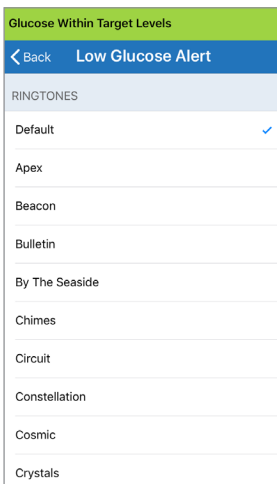 Glucose Within Target Levels
Back Low Glucose Alert
RINGTONES
Default
Apex
Beacon
Bulletin
By The Seaside
Chimes
Circuit
Constellation
Cosmic
Crystals